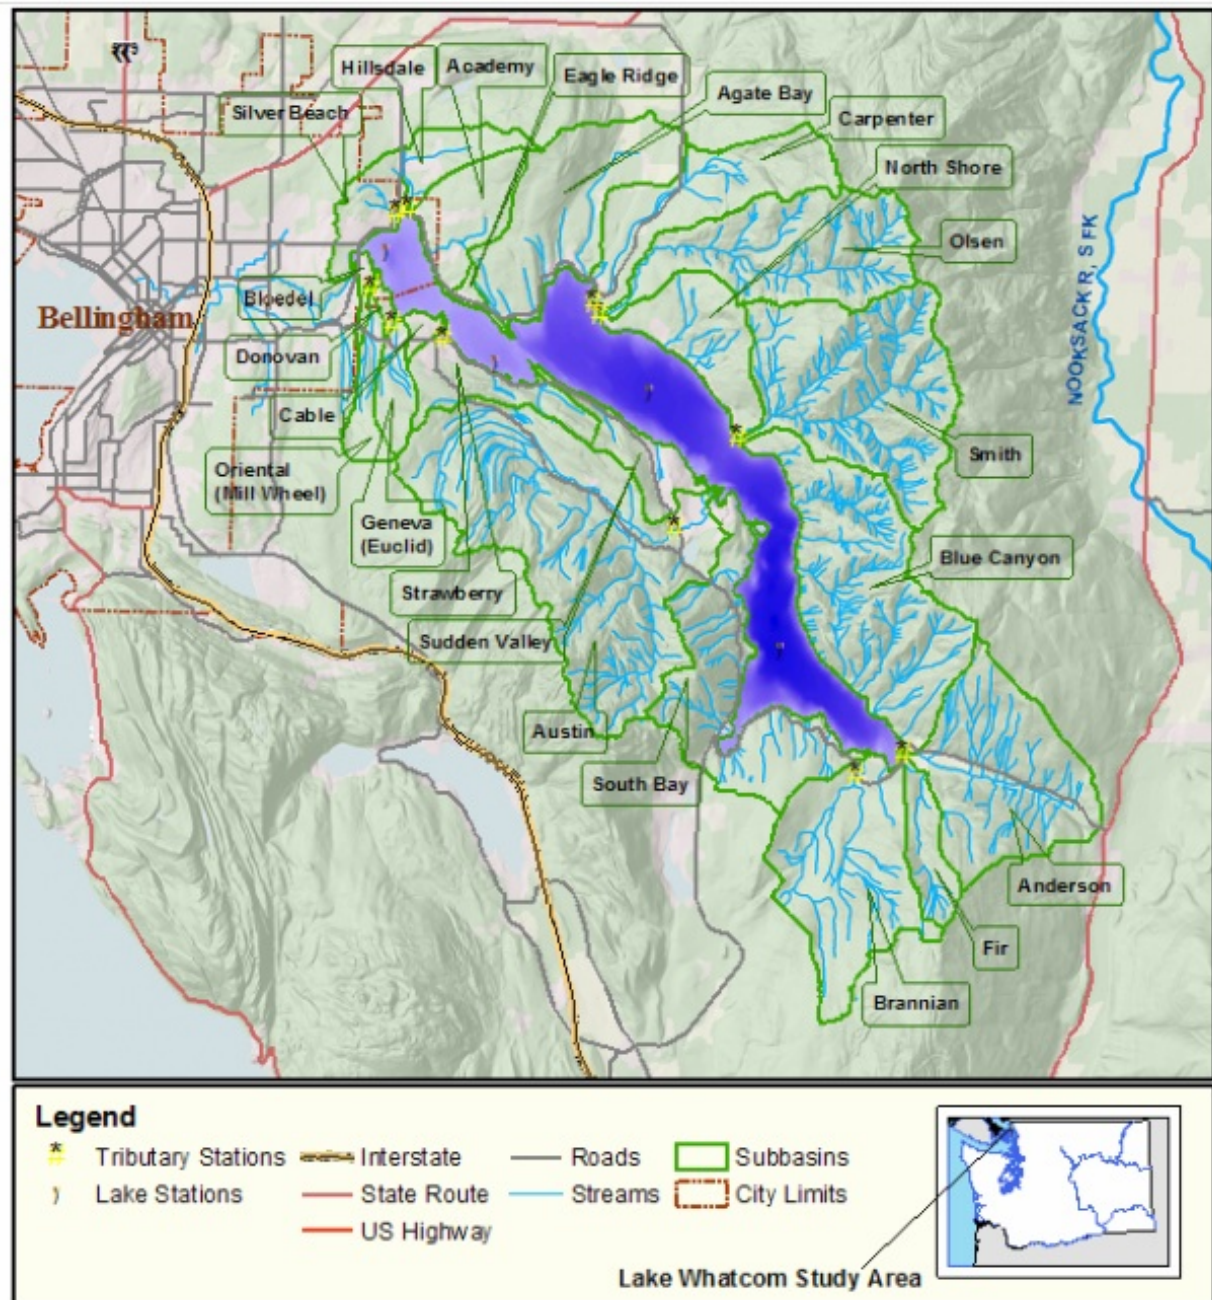 Hillsdale
Academy
Eagle Ridge
Silver Beach
Agate Bay
Carpenter
North Shore
Olsen
NOOKSACK R, S FK
Bloedel
Bellingham
Donovan
Cable
Smith
Oriental
(Mill Wheel)
Geneva
(Euclid)
Blue Canyon
Strawberry
Sudden Valley
Austin
South Bay
Anderson
Fir
Brannian
Legend
Tributary Stations
Interstate
Roads
Subbasins
Lake Stations
State Route
Streams
City Limits
US Highway
Lake Whatcom Study Area